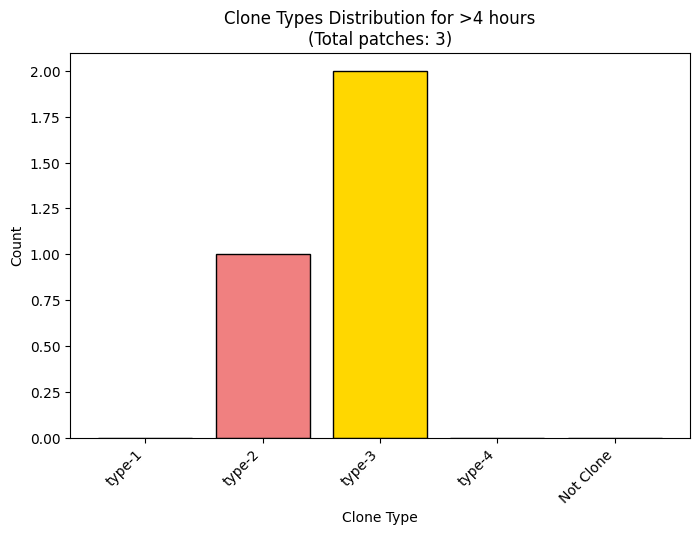 Clone Types Distribution for >4 hours
(Total patches: 3)
2.00
1.75
1.50
1.25
1.00
0.75
0.50
0.25
0.00
Count
type-1
type-2
type-3
type-4
Not Clone
Clone Type